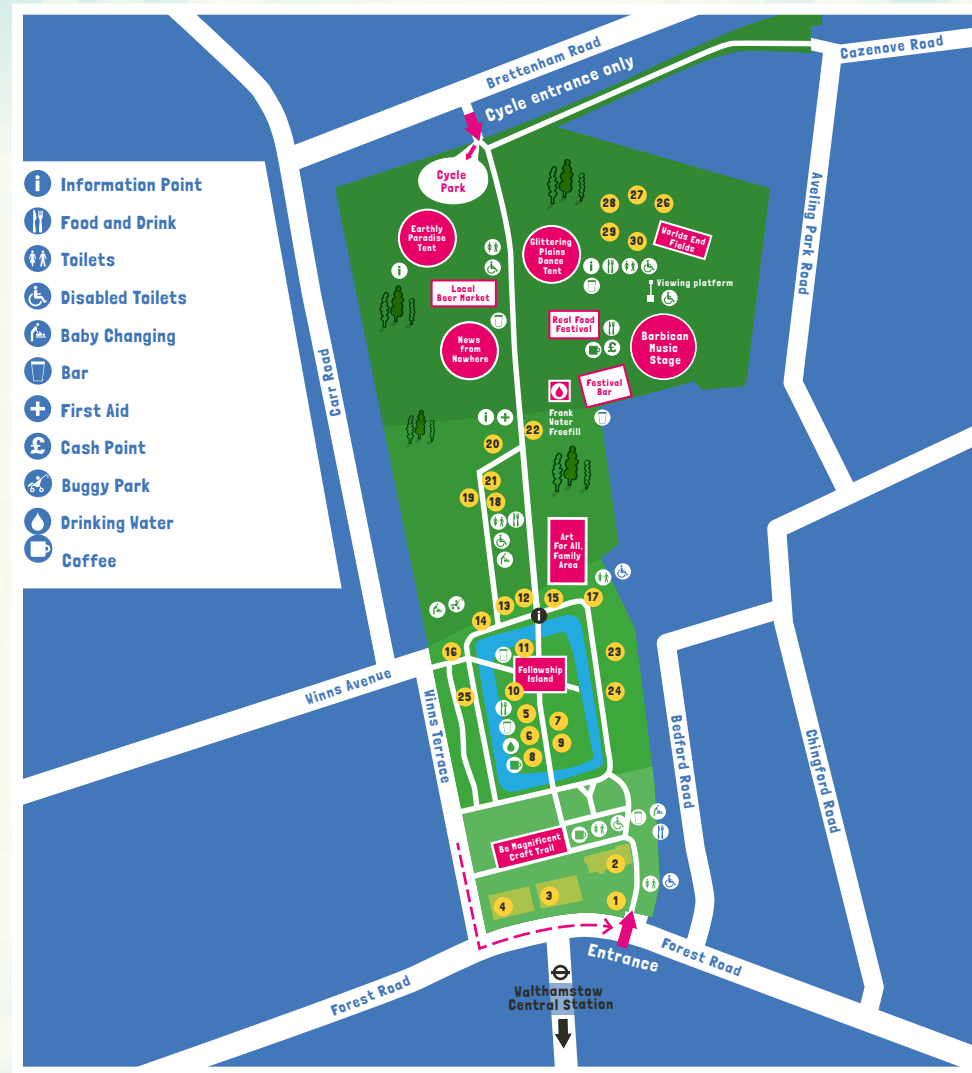 Brettenham Road
Cycle entrance only
Cazenove Road
Cycle
Park
Aveling Park Road
i Information Point
Food and Drink
Toilets
Disabled Toilets
Baby Changing
Bar
First Aid
£ Cash Point
Buggy Park
Drinking Water
Coffee
Carr Road
Earthly
Paradise
Tent
Glittering
Plains
Dance
Tent
28
27
26
29
30
Worlds End
Fields
i
i
Local
Beer Market
Viewing platform
News
from
Nowhere
Real Food
Festival
£
Barbican
Music
Stage
Festival
Bar
Frank
Water
Freefill
i
22
20
21
19
18
Art
For All,
Family
Area
12
15
17
13
14
i
16
11
23
Fellowship
Island
10
24
25
5
7
6
9
8
Winns Avenue
Winns Terrace
Bedford Road
Chingford Road
Be Magnificent
Craft Trail
2
3
4
1
Entrance
Forest Road
Forest Road
Walthamstow
Central Station